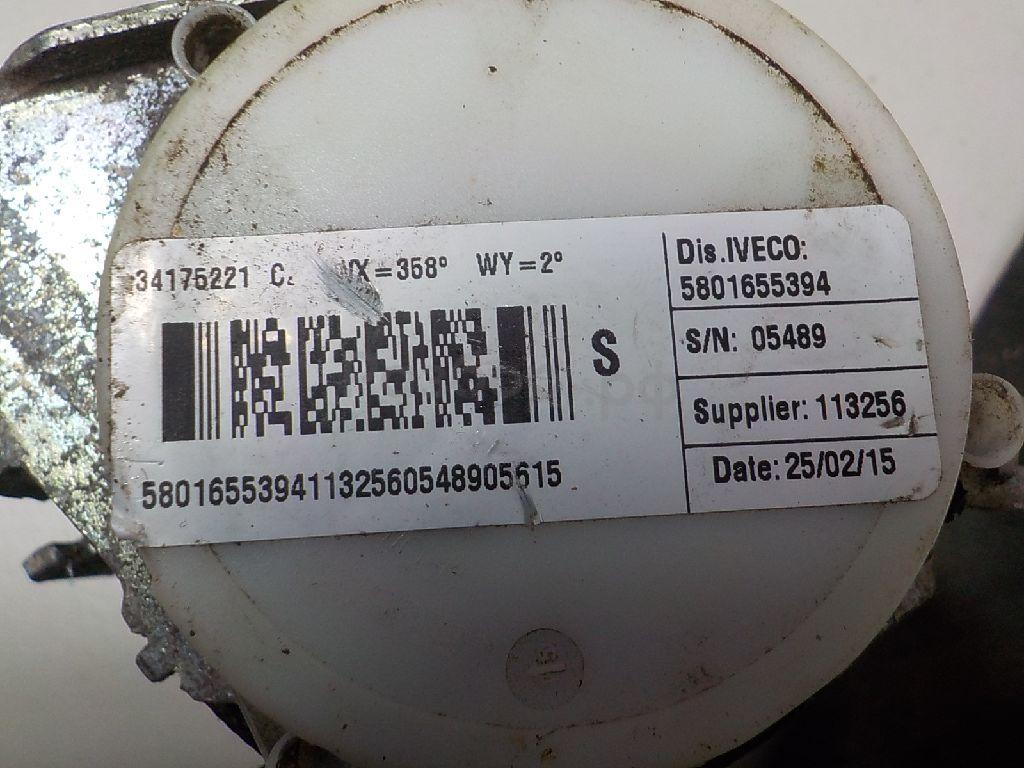 34175221 WX=358° WY=2°
S
58016553941132560548905615
Dis.IVECO:
5801655394
S/N: 05489
Supplier: 113256
Date: 25/02/15